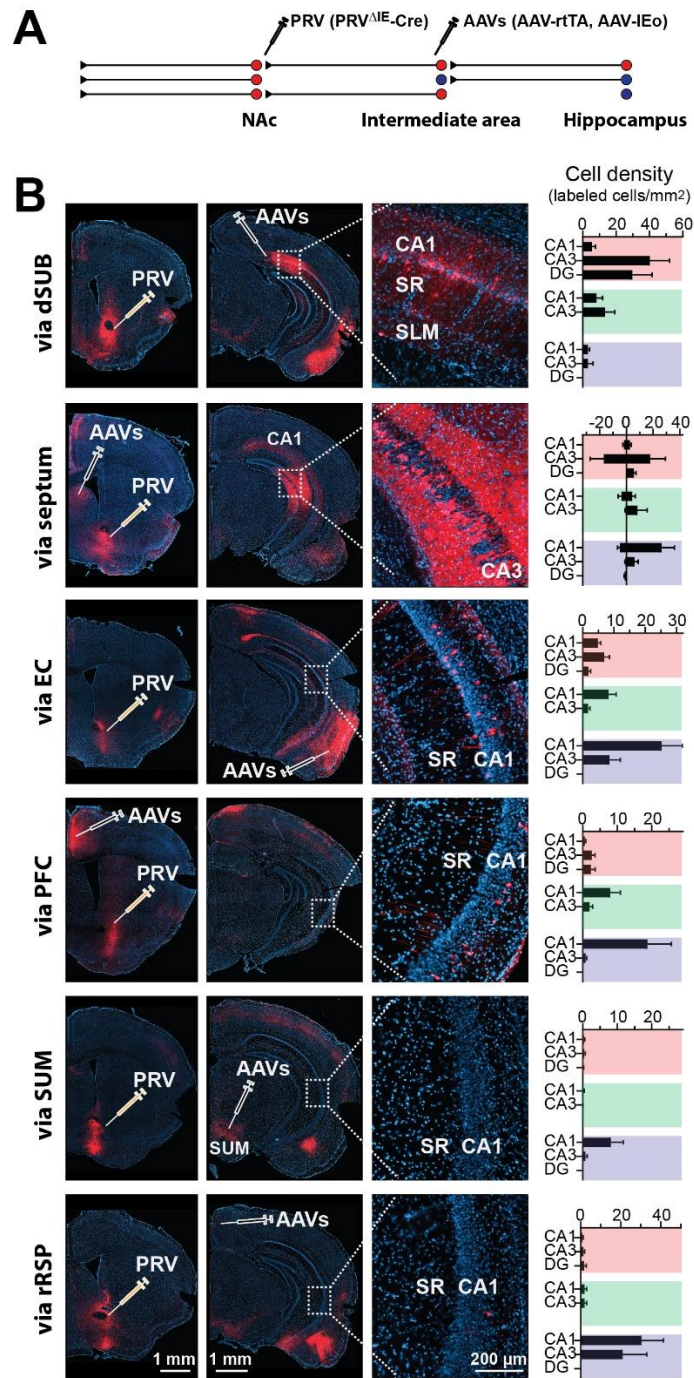 A
PRV (PRV^ΔIE-Cre)
AAVs (AAV-rtTA, AAV-IEo)
NAc
Intermediate area
Hippocampus
Cell density
(labeled cells/mm²)
B
via dSUB
PRV
AAVs
CA1
SR
SLM
0 20 40 60
CA1
CA3
DG
CA1
CA3
CA1
CA3
DG
via septum
AAVs
PRV
CA1
CA3
-20 0 20 40
CA1
CA3
DG
CA1
CA3
CA1
CA3
DG
via EC
PRV
AAVs
SR CA1
0 10 20 30
CA1
CA3
DG
CA1
CA3
CA1
CA3
DG
via PFC
AAVs
PRV
SR CA1
0 20
CA1
CA3
DG
CA1
CA3
CA1
CA3
DG
via SUM
PRV
AAVs
SUM
SR CA1
0 20
CA1
CA3
DG
CA1
CA3
CA1
CA3
DG
via rRSP
PRV
AAVs
SR CA1
0 20 40
CA1
CA3
DG
CA1
CA3
CA1
CA3
DG
1 mm
1 mm
200 µm